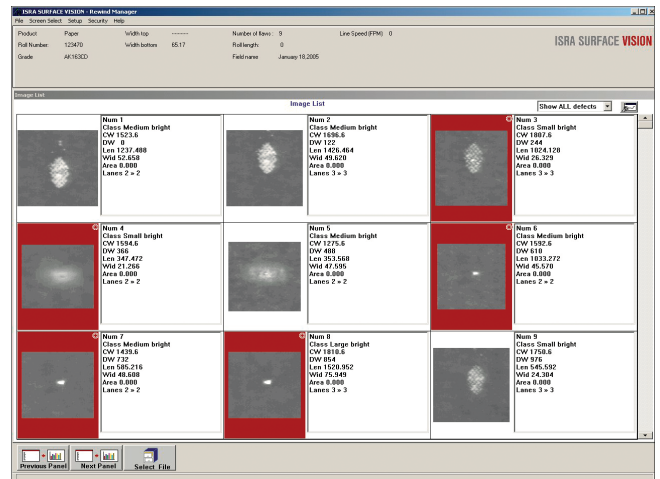 ISRA SURFACE VISION - Rewind Manager
File Screen Select Setup Security Help
Product Paper Width top ------- Number of flaws : 9 Line Speed (FPM) 0
Roll Number: 123470 Width bottom 65.17 Roll length: 0
Grade AK163CD Field name January 18,2005
ISRA SURFACE VISION
Image List
Image List
Show ALL defects
Num 1
Class Medium bright
CW 1523.6
DW 0
Len 1237.488
Wid 52.658
Area 0.000
Lanes 2 » 2
Num 2
Class Medium bright
CW 1696.6
DW 122
Len 1426.464
Wid 49.620
Area 0.000
Lanes 3 » 3
Num 3
Class Small bright
CW 1807.6
DW 244
Len 1024.128
Wid 26.329
Area 0.000
Lanes 3 » 3
Num 4
Class Small bright
CW 1594.6
DW 366
Len 347.472
Wid 21.266
Area 0.000
Lanes 2 » 2
Num 5
Class Medium bright
CW 1275.6
DW 488
Len 353.568
Wid 47.595
Area 0.000
Lanes 2 » 2
Num 6
Class Medium bright
CW 1592.6
DW 610
Len 1033.272
Wid 45.570
Area 0.000
Lanes 2 » 2
Num 7
Class Medium bright
CW 1439.6
DW 732
Len 585.216
Wid 48.608
Area 0.000
Lanes 2 » 2
Num 8
Class Large bright
CW 1810.6
DW 854
Len 1520.952
Wid 75.949
Area 0.000
Lanes 3 » 3
Num 9
Class Small bright
CW 1750.6
DW 976
Len 545.592
Wid 24.304
Area 0.000
Lanes 3 » 3
Previous Panel Next Panel Select File